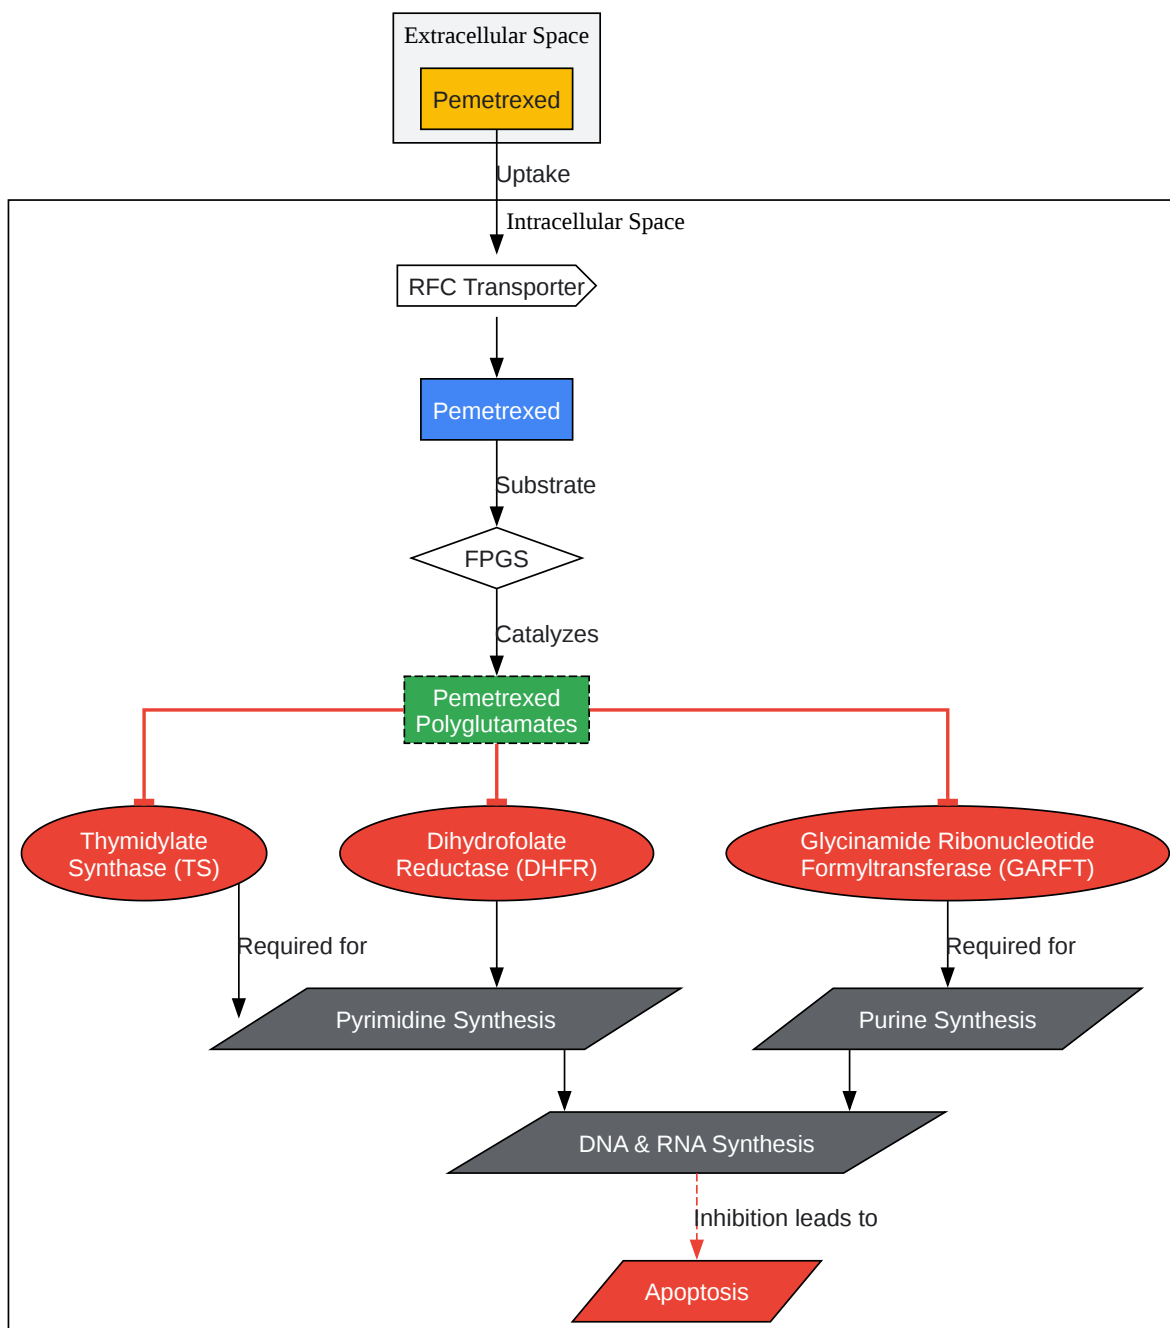 Extracellular Space
Pemetrexed
Uptake
Intracellular Space
RFC Transporter
Pemetrexed
Substrate
FPGS
Catalyzes
Pemetrexed
Polyglutamates
Thymidylate
Synthase (TS)
Dihydrofolate
Reductase (DHFR)
Glycinamide Ribonucleotide
Formyltransferase (GARFT)
Required for
Required for
Pyrimidine Synthesis
Purine Synthesis
DNA & RNA Synthesis
Inhibition leads to
Apoptosis